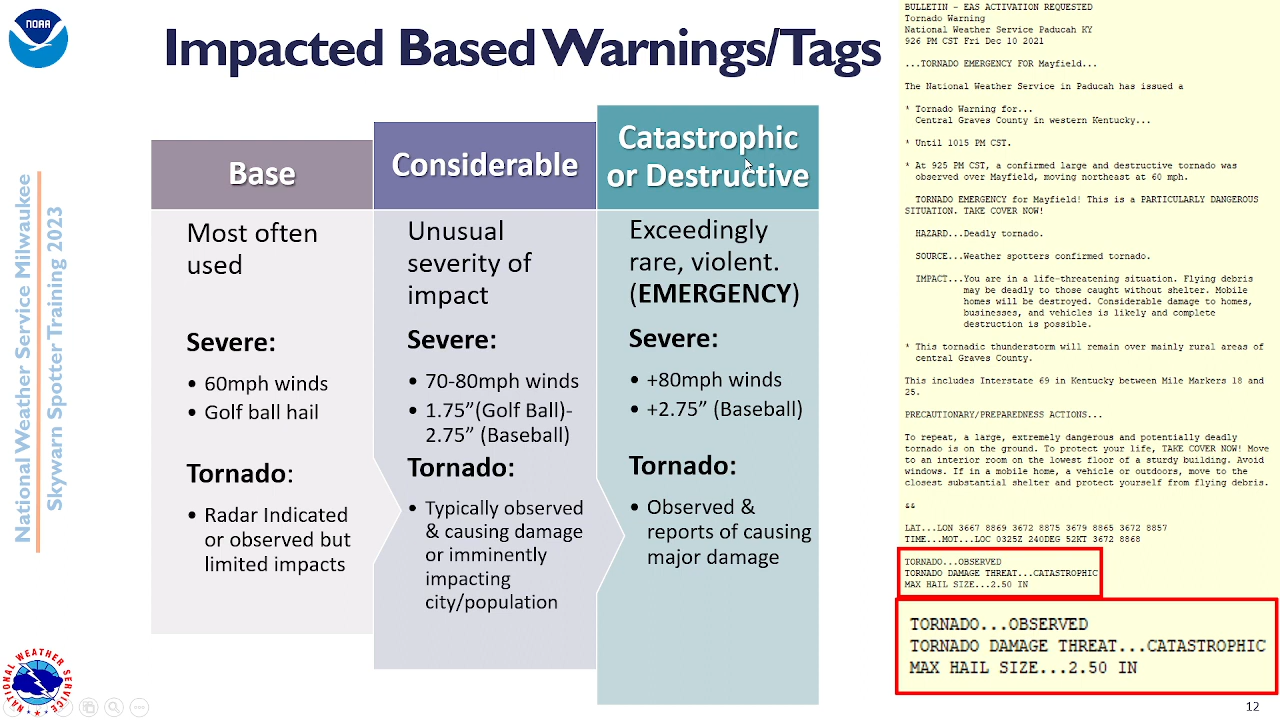 NOAA
Impacted Based Warnings/Tags
National Weather Service Milwaukee
Skywarn Spotter Training 2023
Base
Most often
used
Severe:
• 60mph winds
• Golf ball hail
Tornado:
• Radar Indicated
or observed but
limited impacts
Considerable
Unusual
severity of
impact
Severe:
• 70-80mph winds
• 1.75”(Golf Ball)-
2.75” (Baseball)
Tornado:
• Typically observed
& causing damage
or imminently
impacting
city/population
Catastrophic
or Destructive
Exceedingly
rare, violent.
(EMERGENCY)
Severe:
• +80mph winds
• +2.75” (Baseball)
Tornado:
• Observed &
reports of causing
major damage
BULLETIN - EAS ACTIVATION REQUESTED
Tornado Warning
National Weather Service Paducah KY
926 PM CST Fri Dec 10 2021
...TORNADO EMERGENCY FOR Mayfield...
The National Weather Service in Paducah has issued a
* Tornado Warning for...
Central Graves County in western Kentucky...
* Until 1015 PM CST.
* At 925 PM CST, a confirmed large and destructive tornado was
observed over Mayfield, moving northeast at 60 mph.
TORNADO EMERGENCY for Mayfield! This is a PARTICULARLY DANGEROUS
SITUATION. TAKE COVER NOW!
HAZARD...Deadly tornado.
SOURCE...Weather spotters confirmed tornado.
IMPACT...You are in a life-threatening situation. Flying debris
may be deadly to those caught without shelter. Mobile
homes will be destroyed. Considerable damage to homes,
businesses, and vehicles is likely and complete
destruction is possible.
* This tornadic thunderstorm will remain over mainly rural areas of
central Graves County.
This includes Interstate 69 in Kentucky between Mile Markers 18 and
25.
PRECAUTIONARY/PREPAREDNESS ACTIONS...
To repeat, a large, extremely dangerous and potentially deadly
tornado is on the ground. To protect your life, TAKE COVER NOW! Move
to an interior room on the lowest floor of a sturdy building. Avoid
windows. If in a mobile home, a vehicle or outdoors, move to the
closest substantial shelter and protect yourself from flying debris.
&&
LAT...LON 3667 8869 3672 8875 3679 8865 3672 8857
TIME...MOT...LOC 0325Z 240DEG 52KT 3672 8868
TORNADO...OBSERVED
TORNADO DAMAGE THREAT...CATASTROPHIC
MAX HAIL SIZE...2.50 IN
TORNADO...OBSERVED
TORNADO DAMAGE THREAT...CATASTROPHIC
MAX HAIL SIZE...2.50 IN
NATIONAL WEATHER SERVICE
12